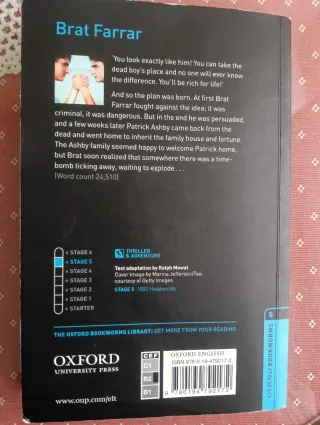 Brat Farrar
'You look exactly like him! You can take the
dead boy's place and no one will ever know
the difference. You'll be rich for life!'
And so the plan was born. At first Brat
Farrar fought against the idea; it was
criminal, it was dangerous. But in the end he was persuaded,
and a few weeks later Patrick Ashby came back from the
dead and went home to inherit the family house and fortune.
The Ashby family seemed happy to welcome Patrick home,
but Brat soon realized that somewhere there was a time-
bomb ticking away, waiting to explode . . .
(Word count 24,510)
STAGE 6
STAGE 5
STAGE 4
STAGE 3
STAGE 2
STAGE 1
STARTER
THRILLER
& ADVENTURE
Text adaptation by Ralph Mowat
Cover image by Marina Jefferson/Taxi
courtesy of Getty Images
STAGE 5 1800 Headwords
THE OXFORD BOOKWORMS LIBRARY: GET MORE FROM YOUR READING
OXFORD
UNIVERSITY PRESS
www.oup.com/elt
CEF
C1
B2
B1
OXFORD ENGLISH
ISBN 978-0-19-479217-2
9 780194 792172
5
OXFORD BOOKWORMS